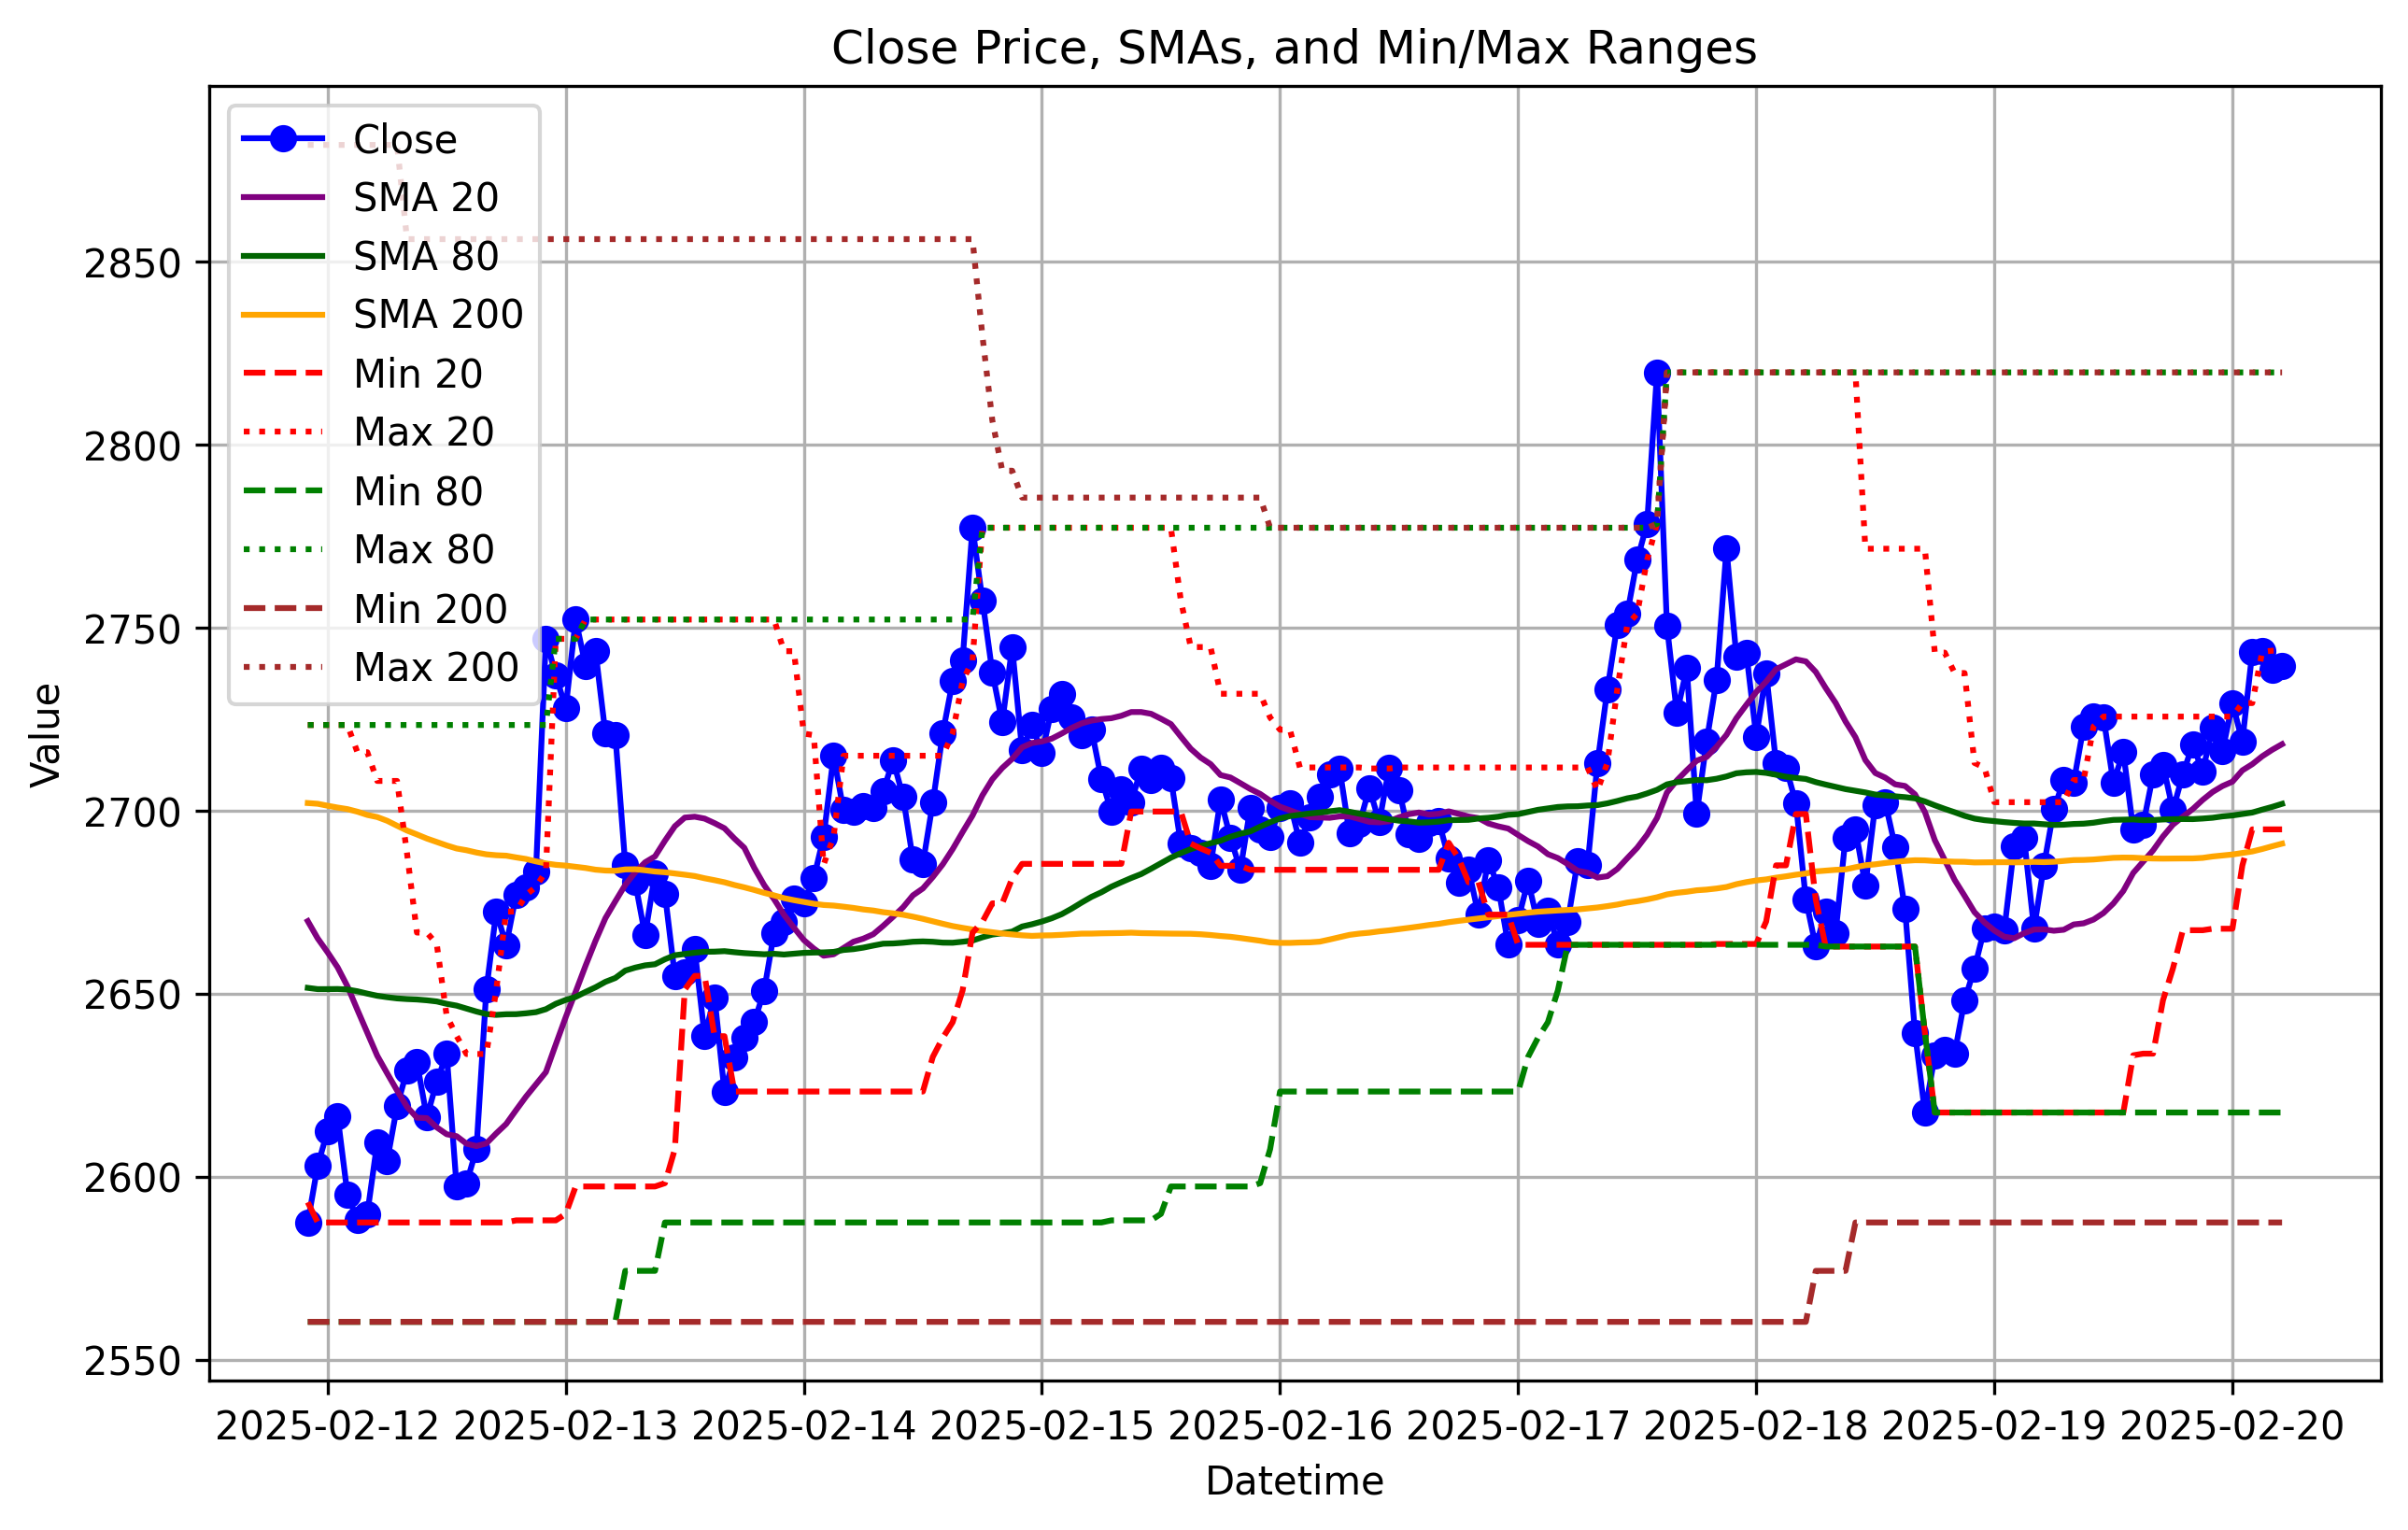 Close Price, SMAs, and Min/Max Ranges
Close
SMA 20
SMA 80
SMA 200
Min 20
Max 20
Min 80
Max 80
Min 200
Max 200
Value
2850
2800
2750
2700
2650
2600
2550
2025-02-12 2025-02-13 2025-02-14 2025-02-15 2025-02-16 2025-02-17 2025-02-18 2025-02-19 2025-02-20
Datetime